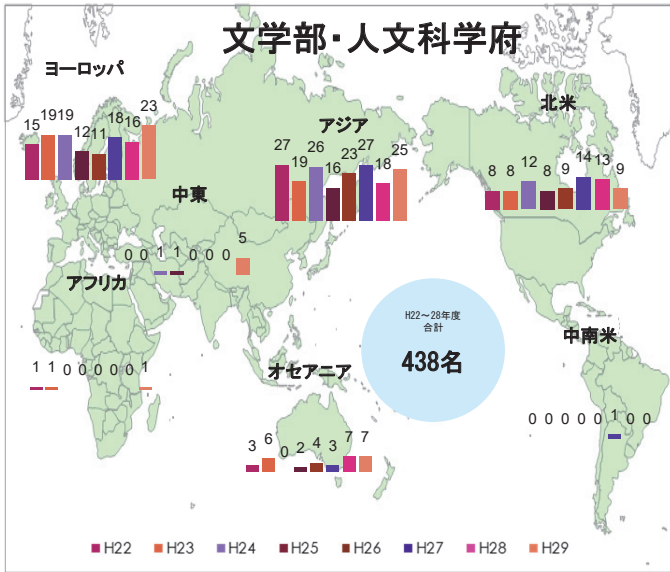 文学部・人文科学府
ヨーロッパ
15 19 19 12 11 18 16 23
アジア
27 19 26 16 23 27 18 25
北米
8 8 12 8 9 14 13 9
中東
0 0 1 1 0 0 0 5
アフリカ
1 1 0 0 0 0 0 1
H22～28年度
合計
438名
中南米
0 0 0 0 0 1 0 0
オセアニア
3 6 0 2 4 3 7 7
H22 H23 H24 H25 H26 H27 H28 H29